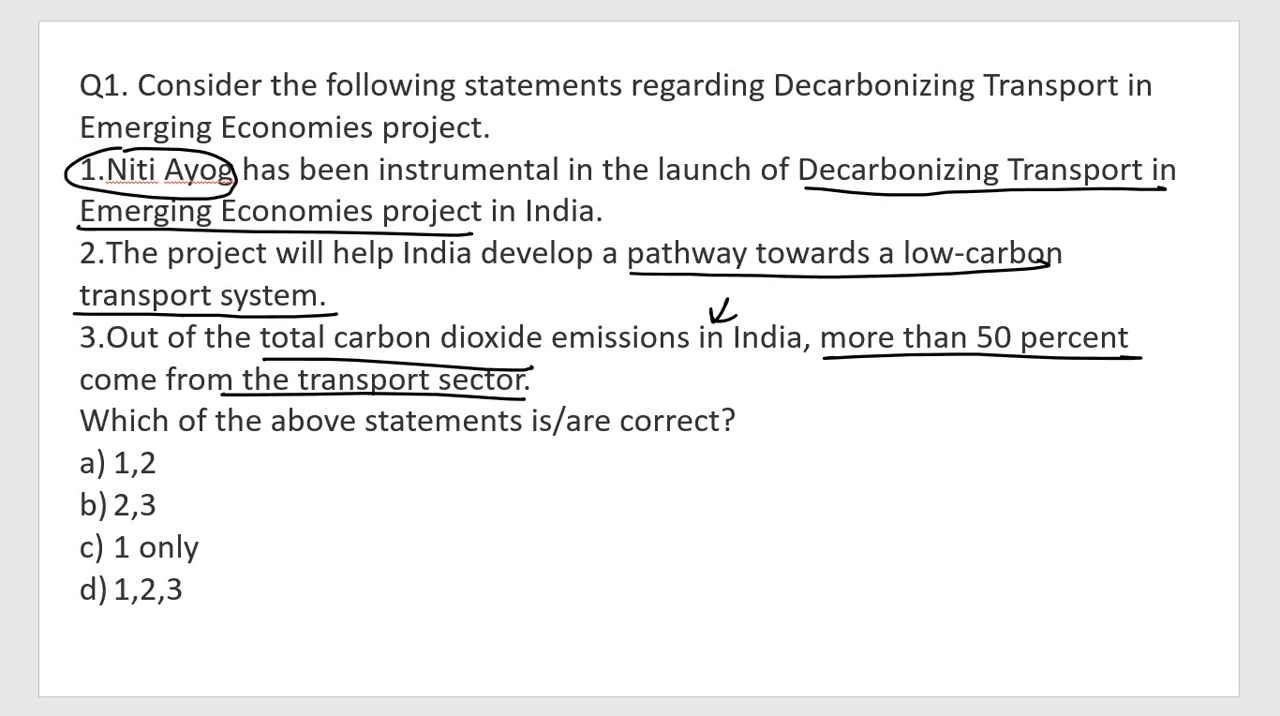 Q1. Consider the following statements regarding Decarbonizing Transport in
Emerging Economies project.
1.Niti Ayog has been instrumental in the launch of Decarbonizing Transport in
Emerging Economies project in India.
2.The project will help India develop a pathway towards a low-carbon
transport system.
3.Out of the total carbon dioxide emissions in India, more than 50 percent
come from the transport sector.
Which of the above statements is/are correct?
a) 1,2
b) 2,3
c) 1 only
d) 1,2,3